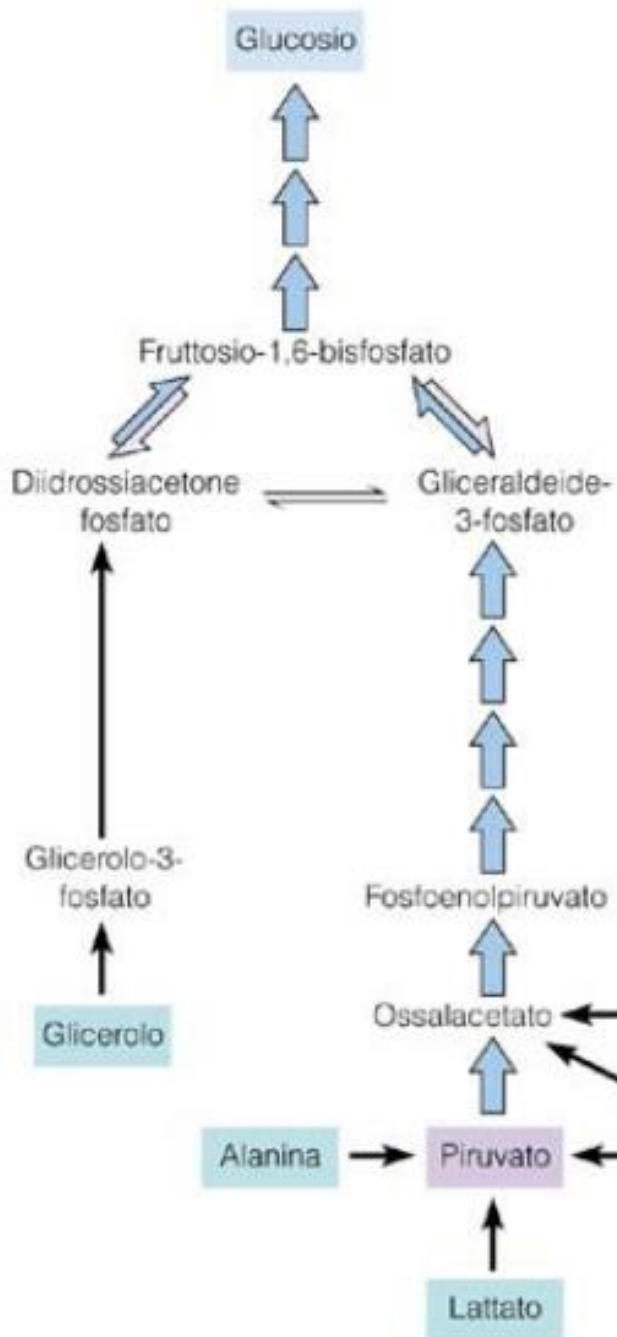 Glucosio
Fruttosio-1,6-bisfosfato
Diidrossiacetone
fosfato
Gliceraldeide-
3-fosfato
Glicerolo-3-
fosfato
Fosfoenolpiruvato
Ossalacetato
Glicerolo
Alanina
Piruvato
Lattato